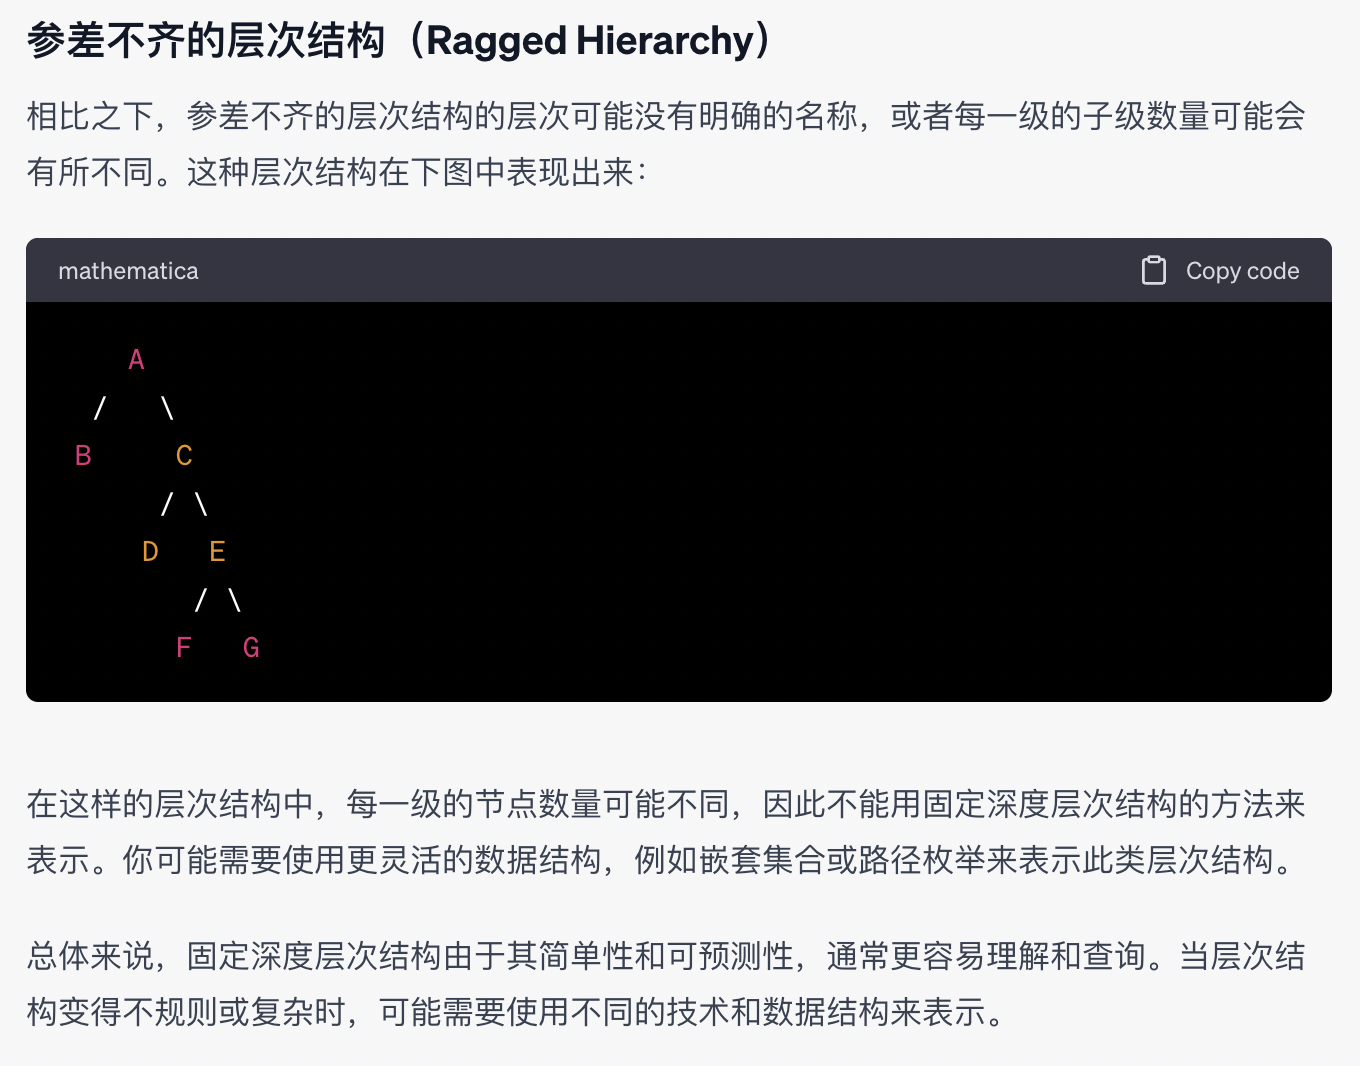 参差不齐的层次结构（Ragged Hierarchy）
相比之下，参差不齐的层次结构的层次可能没有明确的名称，或者每一级的子级数量可能会
有所不同。这种层次结构在下图中表现出来：
mathematica Copy code
A
/ \
B C
/ \
D E
/ \
F G
在这样的层次结构中，每一级的节点数量可能不同，因此不能用固定深度层次结构的方法来
表示。你可能需要使用更灵活的数据结构，例如嵌套集合或路径枚举来表示此类层次结构。
总体来说，固定深度层次结构由于其简单性和可预测性，通常更容易理解和查询。当层次结
构变得不规则或复杂时，可能需要使用不同的技术和数据结构来表示。